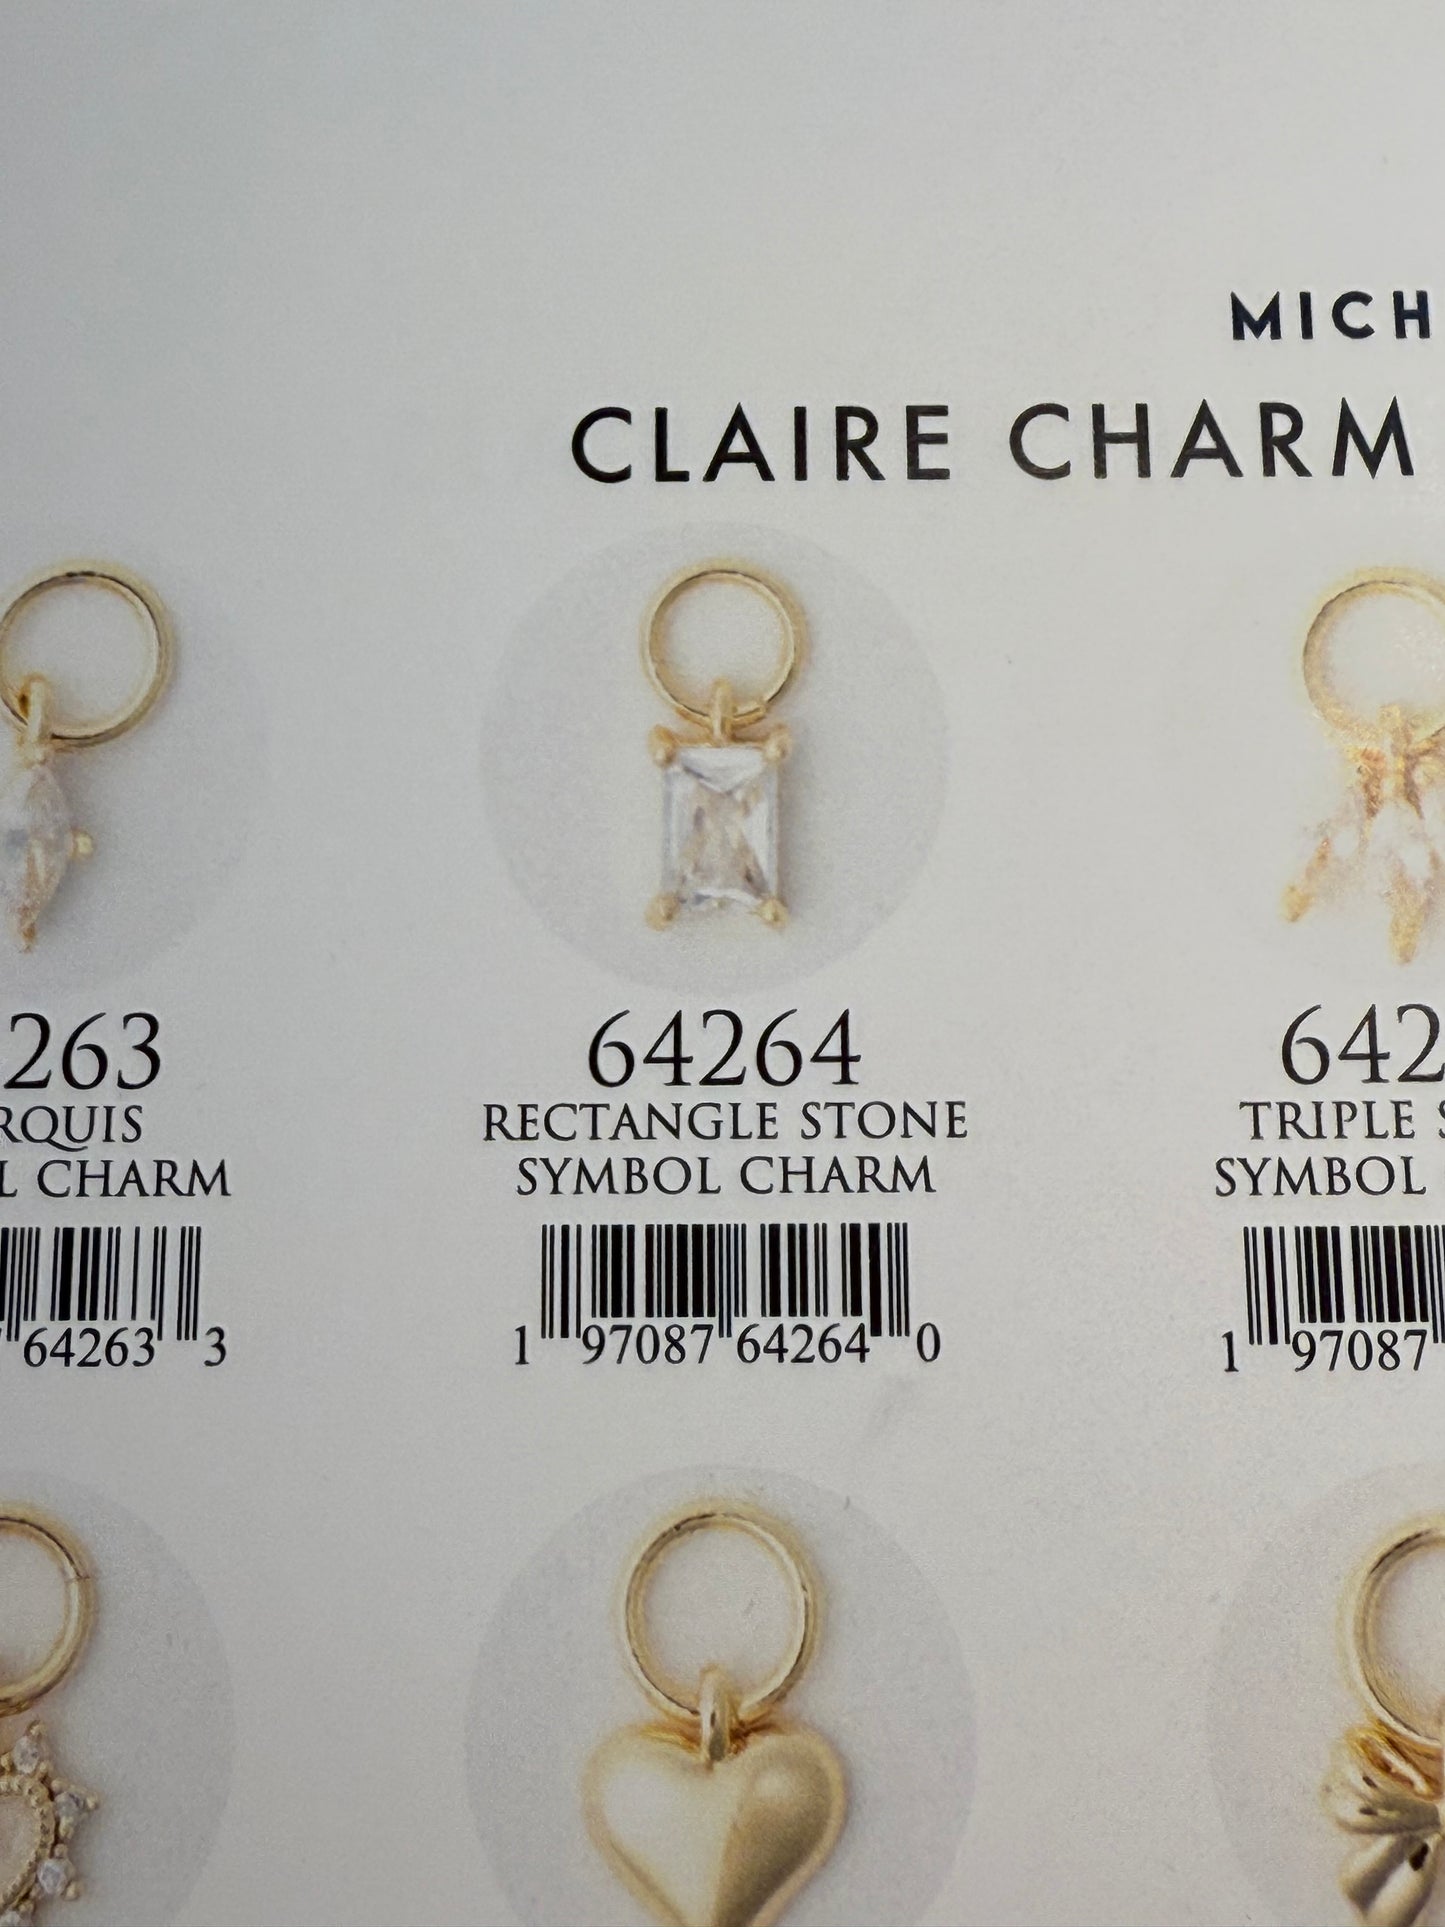 MICH
CLAIRE CHARM
263
RQUIS
L CHARM
64263 3
64264
RECTANGLE STONE
SYMBOL CHARM
1 97087 64264 0
642
TRIPLE S
SYMBOL
1 97087